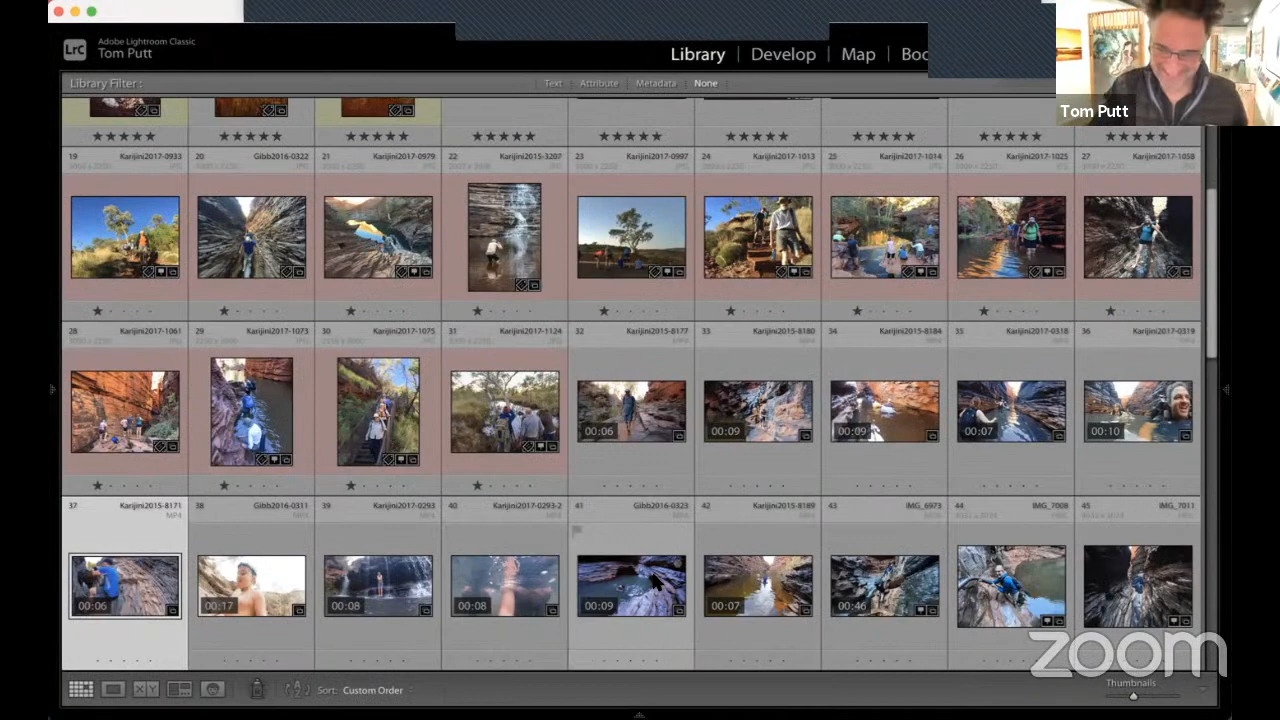 LrC
Adobe Lightroom Classic
Tom Putt
Library | Develop | Map | Boo
Tom Putt
Library Filter : Text Attribute Metadata None
19 Karijini2017-0933 20 Gibb2016-0322 21 Karijini2017-0979 22 Karijini2015-3207 23 Karijini2017-0997 24 Karijini2017-1013 25 Karijini2017-1014 26 Karijini2017-1025 27 Karijini2017-1058
28 Karijini2017-1061 29 Karijini2017-1073 30 Karijini2017-1075 31 Karijini2017-1124 32 Karijini2015-8177 33 Karijini2015-8180 34 Karijini2015-8184 35 Karijini2017-0318 36 Karijini2017-0319
00:06 00:09 00:09 00:07 00:10
37 Karijini2015-8171 38 Gibb2016-0311 39 Karijini2017-0293 40 Karijini2017-0293-2 41 Gibb2016-0323 42 Karijini2015-8189 43 IMG_6973 44 IMG_7008 45 IMG_7011
MP4
00:06 00:17 00:08 00:08 00:09 00:07 00:46
zoom
XY Sort: Custom Order Thumbnails